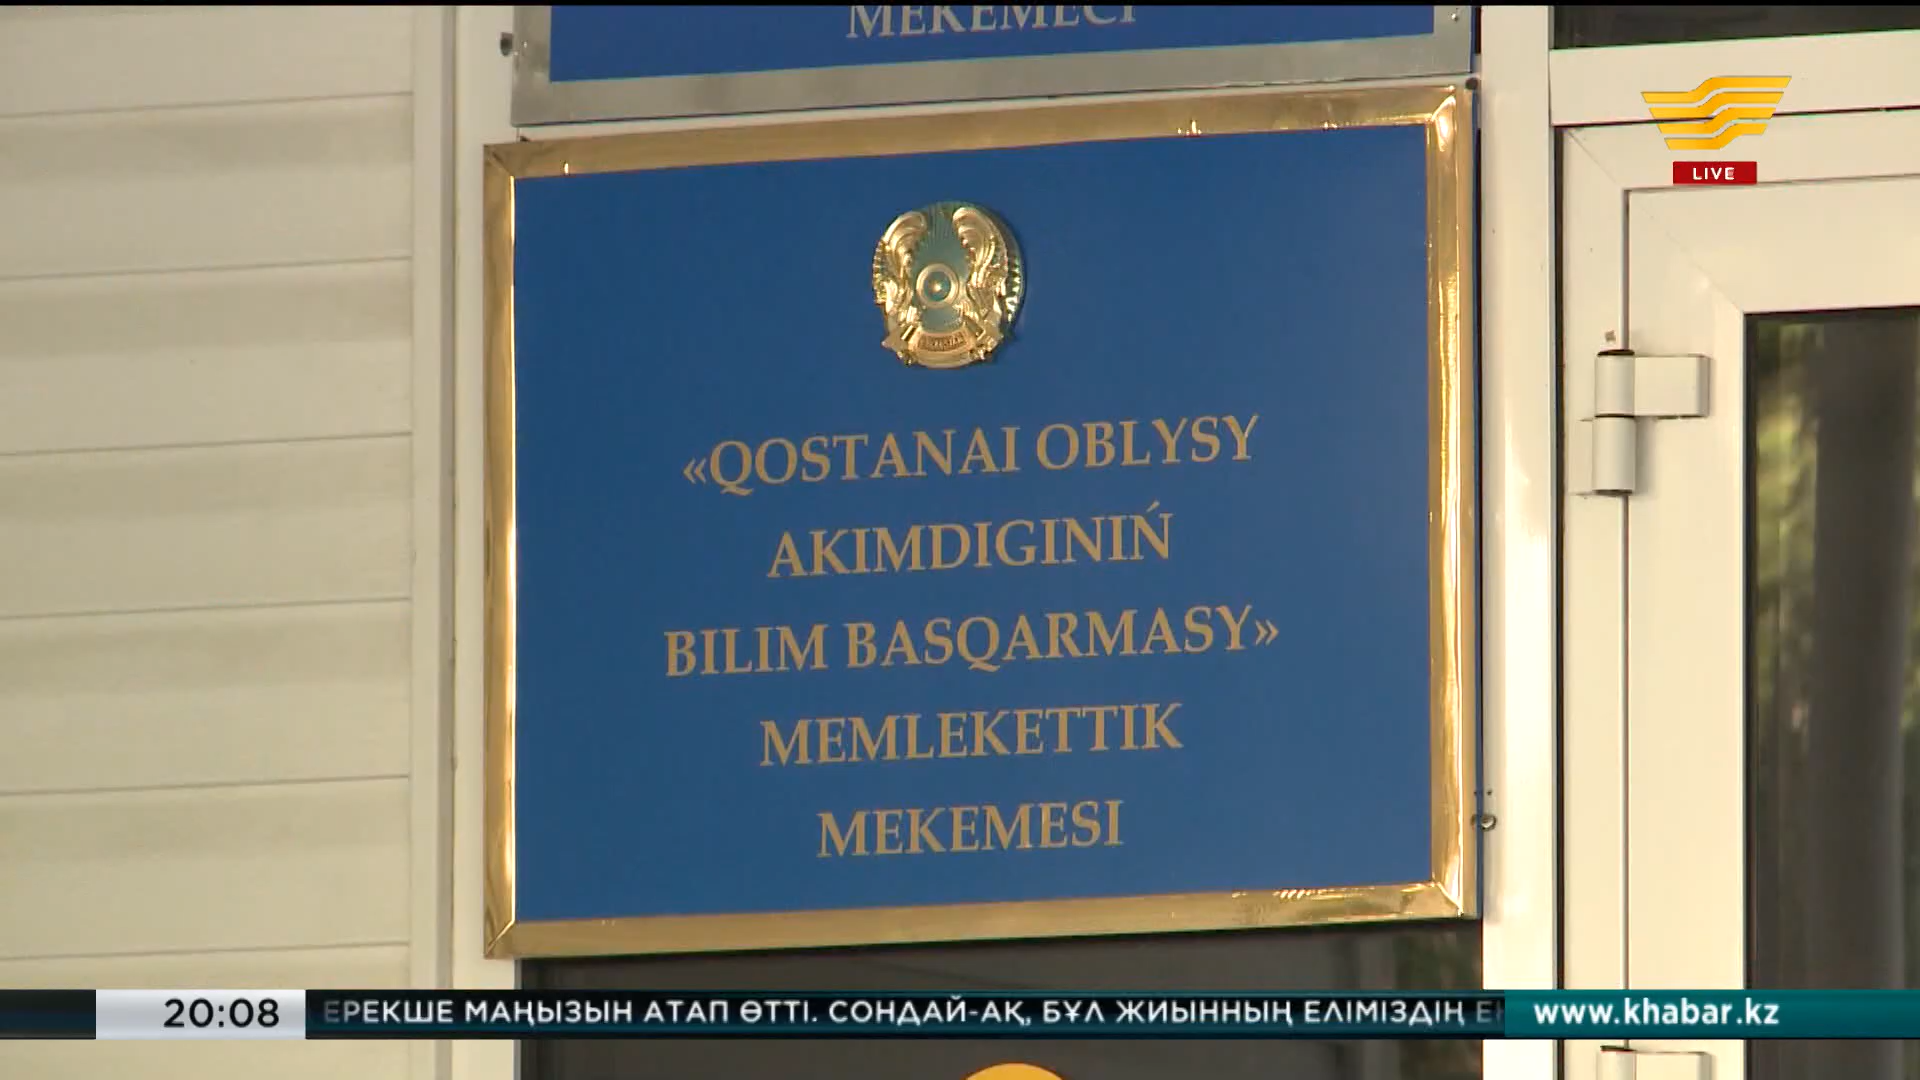 МЕКЕМЕСІ
LIVE
«QOSTANAI OBLYSY
AKIMDIGINIŃ
BILIM BASQARMASY»
MEMLEKETTIK
MEKEMESI
20:08 ЕРЕКШЕ МАҢЫЗЫН АТАП ӨТТІ. СОНДАЙ-АҚ, БҰЛ ЖИЫННЫҢ ЕЛІМІЗДІҢ www.khabar.kz